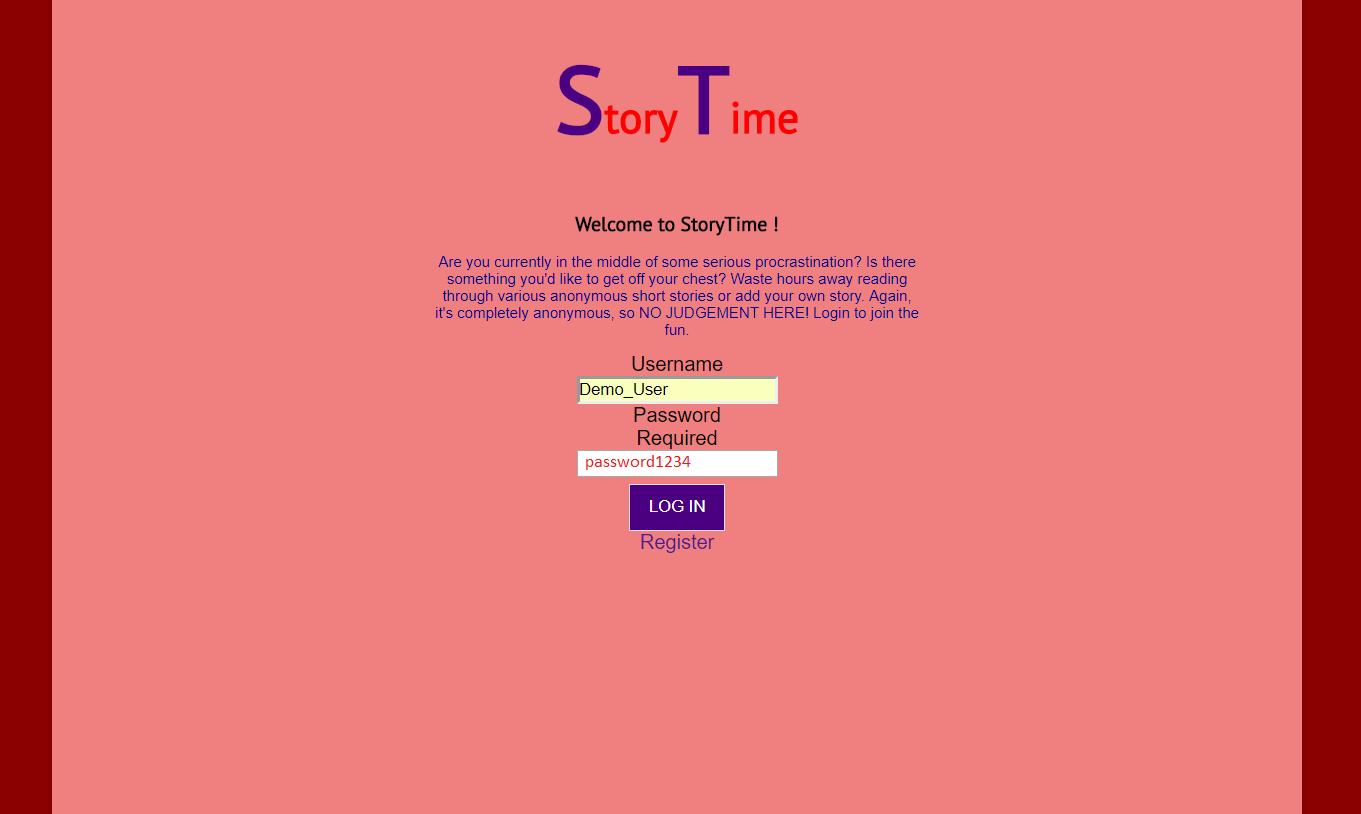 StoryTime
Welcome to StoryTime !
Are you currently in the middle of some serious procrastination? Is there
something you'd like to get off your chest? Waste hours away reading
through various anonymous short stories or add your own story. Again,
it's completely anonymous, so NO JUDGEMENT HERE! Login to join the
fun.
Username
Demo_User
Password
Required
password1234
LOG IN
Register